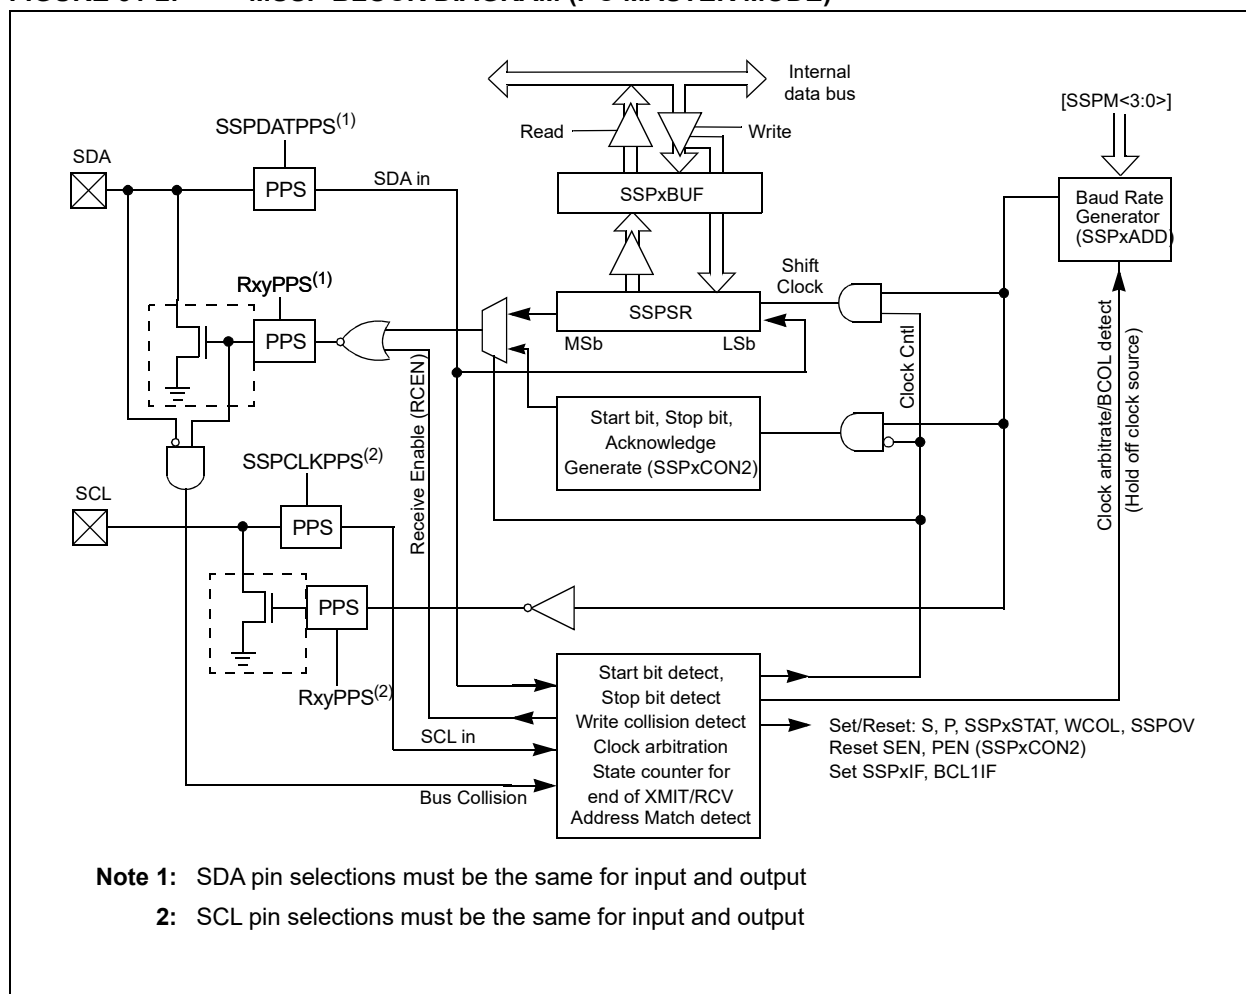 Internal
data bus
[SSPM<3:0>]
SSPDATPPS(1)
Read
Write
SDA
PPS
SDA in
SSPxBUF
Baud Rate
Generator
(SSPxADD)
Shift
Clock
RxyPPS(1)
SSPSR
PPS
MSb
LSb
Clock Cntl
Receive Enable (RCEN)
Clock arbitrate/BCOL detect
(Hold off clock source)
Start bit, Stop bit,
Acknowledge
Generate (SSPxCON2)
SSPCLKPPS(2)
SCL
PPS
PPS
RxyPPS(2)
Start bit detect,
Stop bit detect
Write collision detect
Clock arbitration
State counter for
end of XMIT/RCV
Address Match detect
SCL in
Bus Collision
Set/Reset: S, P, SSPxSTAT, WCOL, SSPOV
Reset SEN, PEN (SSPxCON2)
Set SSPxIF, BCL1IF
Note 1: SDA pin selections must be the same for input and output
2: SCL pin selections must be the same for input and output